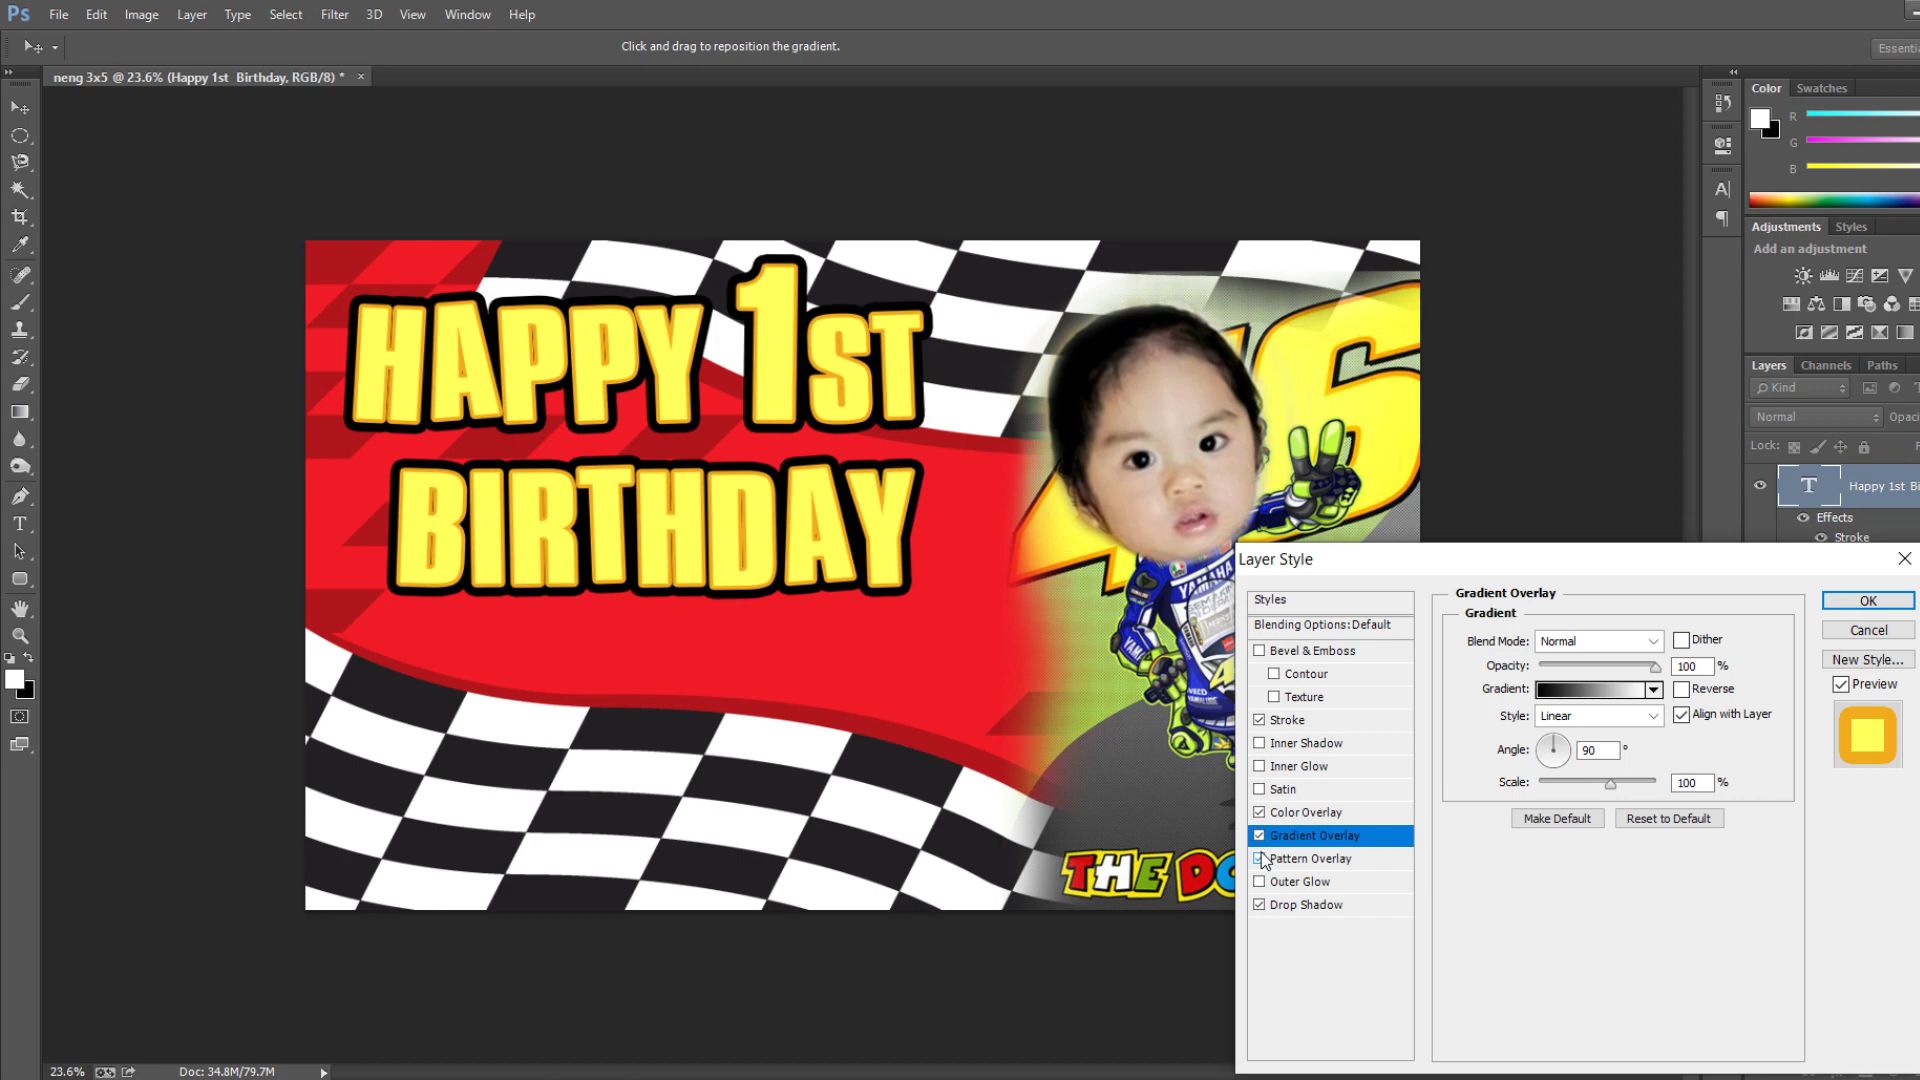 Ps File Edit Image Layer Type Select Filter 3D View Window Help
Click and drag to reposition the gradient.
neng 3x5 @ 23.6% (Happy 1st  Birthday, RGB/8) * ×
Essenti
Color Swatches
R
G
B
Adjustments Styles
Add an adjustment
Layers Channels Paths
Kind
Normal Opaci
Lock:
T Happy 1st Bi
Effects
Stroke
HAPPY 1ST
BIRTHDAY
46
YAMAHA
THE DO
Layer Style
Styles
Blending Options: Default
Bevel & Emboss
Contour
Texture
Stroke
Inner Shadow
Inner Glow
Satin
Color Overlay
Gradient Overlay
Pattern Overlay
Outer Glow
Drop Shadow
Gradient Overlay
Gradient
Blend Mode: Normal Dither
Opacity: 100 %
Gradient: Reverse
Style: Linear Align with Layer
Angle: 90 °
Scale: 100 %
Make Default Reset to Default
OK
Cancel
New Style...
Preview
23.6% Doc: 34.8M/79.7M